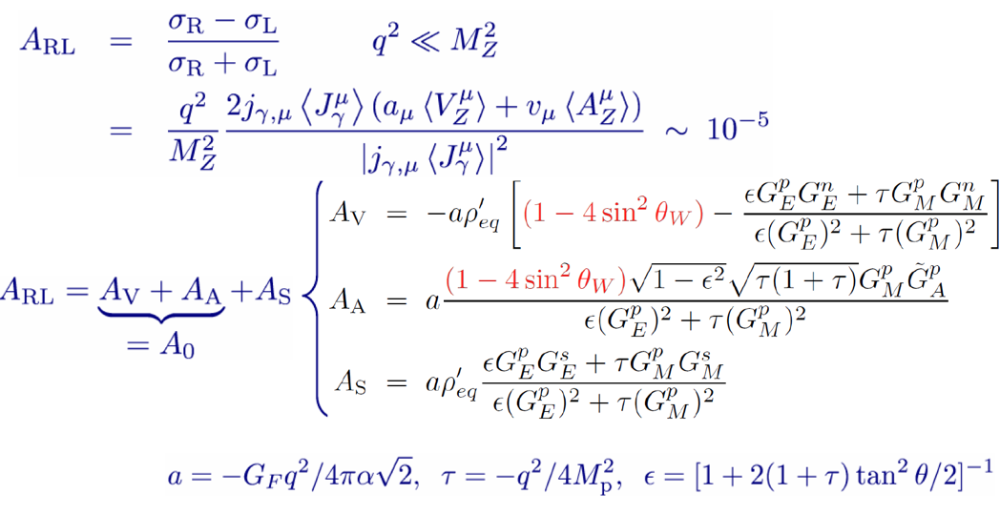 A_RL = (σ_R − σ_L)/(σ_R + σ_L)    q² ≪ M_Z²
= (q²/M_Z²) · 2j_{γ,μ} ⟨J_γ^μ⟩ (a_μ ⟨V_Z^μ⟩ + v_μ ⟨A_Z^μ⟩) / |j_{γ,μ} ⟨J_γ^μ⟩|² ∼ 10^{−5}
A_V = −aρ′_{eq} [(1 − 4 sin² θ_W) − (εG_E^p G_E^n + τG_M^p G_M^n)/(ε(G_E^p)² + τ(G_M^p)²)]
A_RL = A_V + A_A + A_S {
= A_0
A_A = a (1 − 4 sin² θ_W)√(1 − ε²)√(τ(1 + τ))G_M^p G̃_A^p / (ε(G_E^p)² + τ(G_M^p)²)
A_S = aρ′_{eq} (εG_E^p G_E^s + τG_M^p G_M^s)/(ε(G_E^p)² + τ(G_M^p)²)
a = −G_F q²/4πα√2, τ = −q²/4M_p², ε = [1 + 2(1 + τ) tan² θ/2]^{−1}